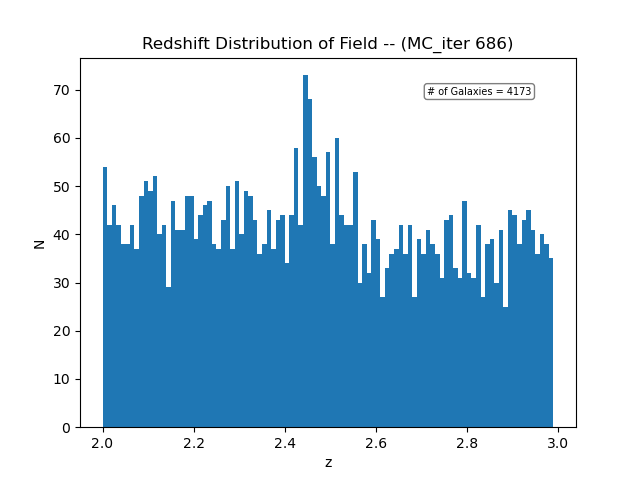 Redshift Distribution of Field -- (MC_iter 686)
# of Galaxies = 4173
70
60
50
40
30
20
10
0
N
2.0 2.2 2.4 2.6 2.8 3.0
z